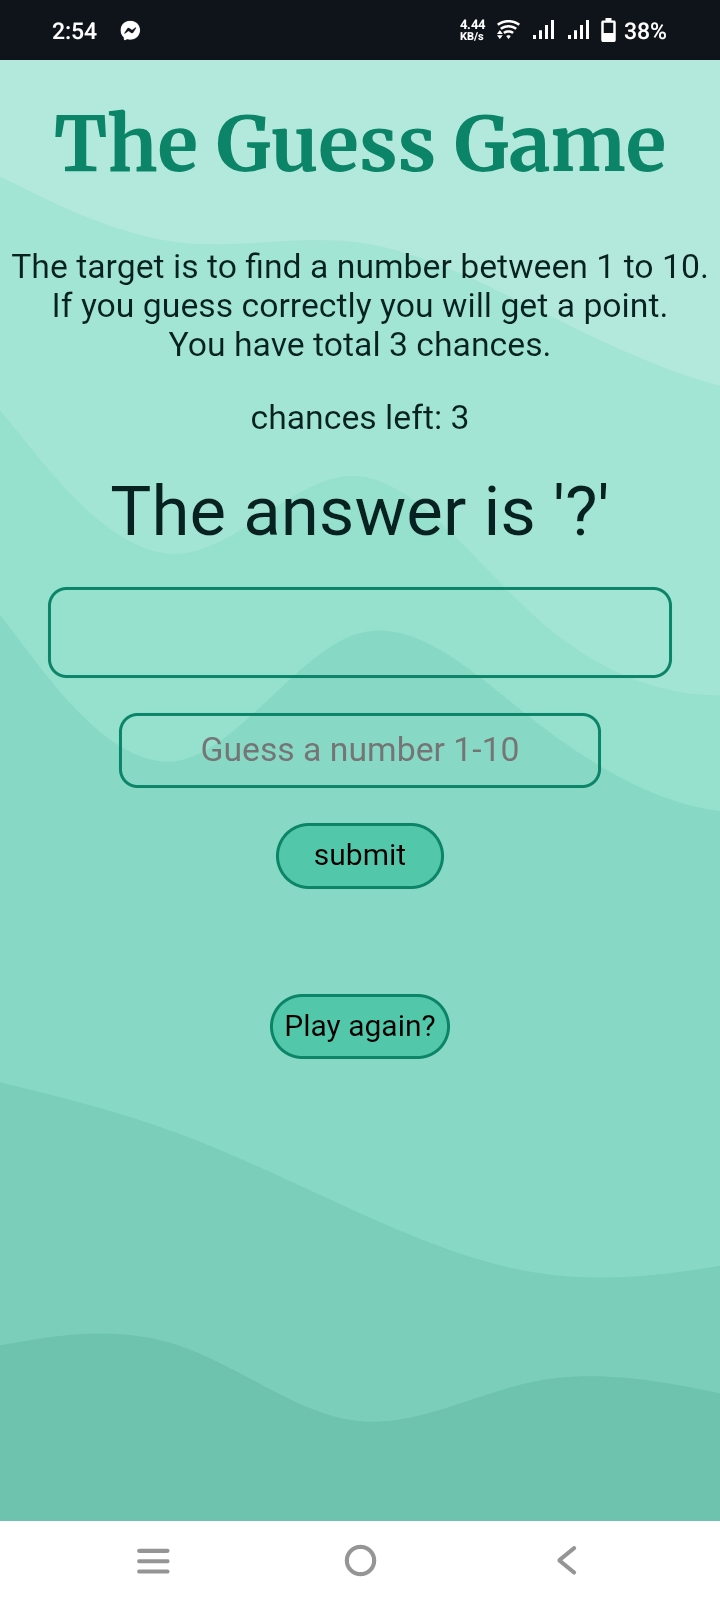 2:54
4.44
KB/s
38%
The Guess Game
The target is to find a number between 1 to 10.
If you guess correctly you will get a point.
You have total 3 chances.
chances left: 3
The answer is '?'
Guess a number 1-10
submit
Play again?